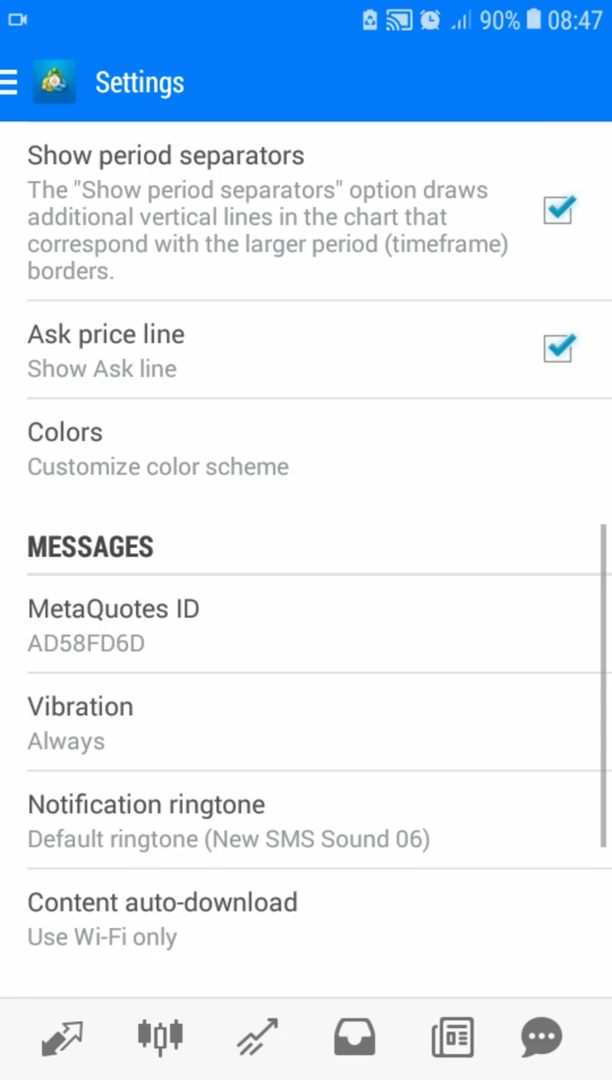 90% 08:47
Settings
Show period separators
The "Show period separators" option draws
additional vertical lines in the chart that
correspond with the larger period (timeframe)
borders.
Ask price line
Show Ask line
Colors
Customize color scheme
MESSAGES
MetaQuotes ID
AD58FD6D
Vibration
Always
Notification ringtone
Default ringtone (New SMS Sound 06)
Content auto-download
Use Wi-Fi only